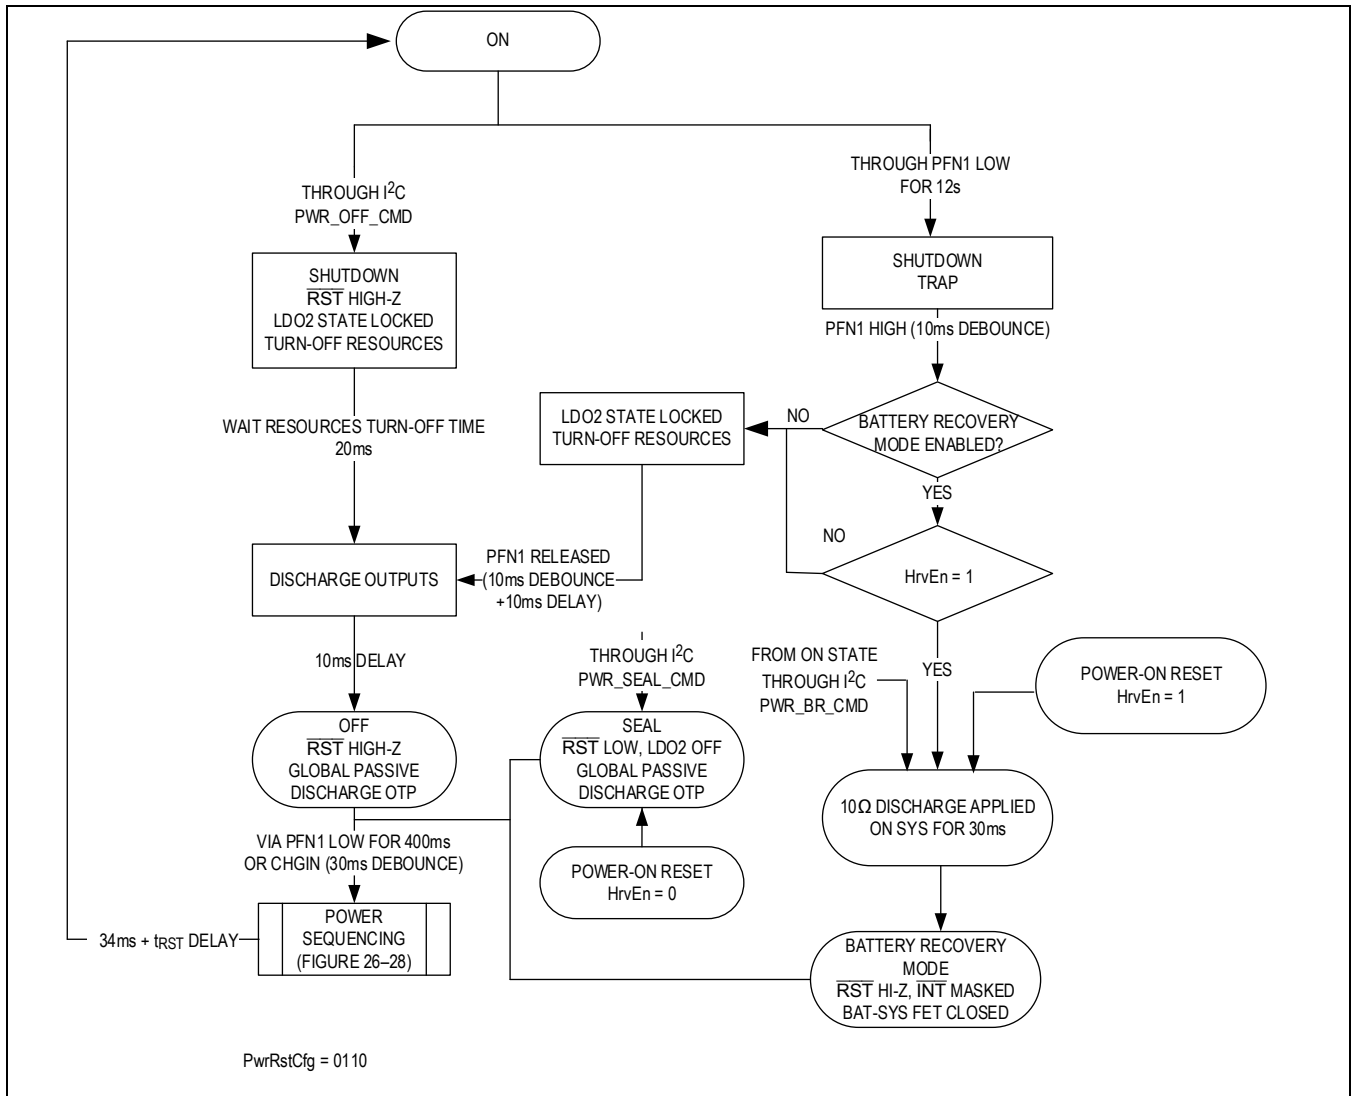 ON
THROUGH I²C
PWR_OFF_CMD
SHUTDOWN
RST HIGH-Z
LDO2 STATE LOCKED
TURN-OFF RESOURCES
WAIT RESOURCES TURN-OFF TIME
20ms
DISCHARGE OUTPUTS
10ms DELAY
OFF
RST HIGH-Z
GLOBAL PASSIVE
DISCHARGE OTP
VIA PFN1 LOW FOR 400ms
OR CHGIN (30ms DEBOUNCE)
POWER
SEQUENCING
(FIGURE 26–28)
34ms + tRST DELAY
THROUGH PFN1 LOW
FOR 12s
SHUTDOWN
TRAP
PFN1 HIGH (10ms DEBOUNCE)
BATTERY RECOVERY
MODE ENABLED?
NO
LDO2 STATE LOCKED
TURN-OFF RESOURCES
YES
HrvEn = 1
NO
PFN1 RELEASED
(10ms DEBOUNCE
+10ms DELAY)
YES
THROUGH I²C
PWR_SEAL_CMD
SEAL
RST LOW, LDO2 OFF
GLOBAL PASSIVE
DISCHARGE OTP
POWER-ON RESET
HrvEn = 0
FROM ON STATE
THROUGH I²C
PWR_BR_CMD
POWER-ON RESET
HrvEn = 1
10Ω DISCHARGE APPLIED
ON SYS FOR 30ms
BATTERY RECOVERY
MODE
RST HI-Z, INT MASKED
BAT-SYS FET CLOSED
PwrRstCfg = 0110